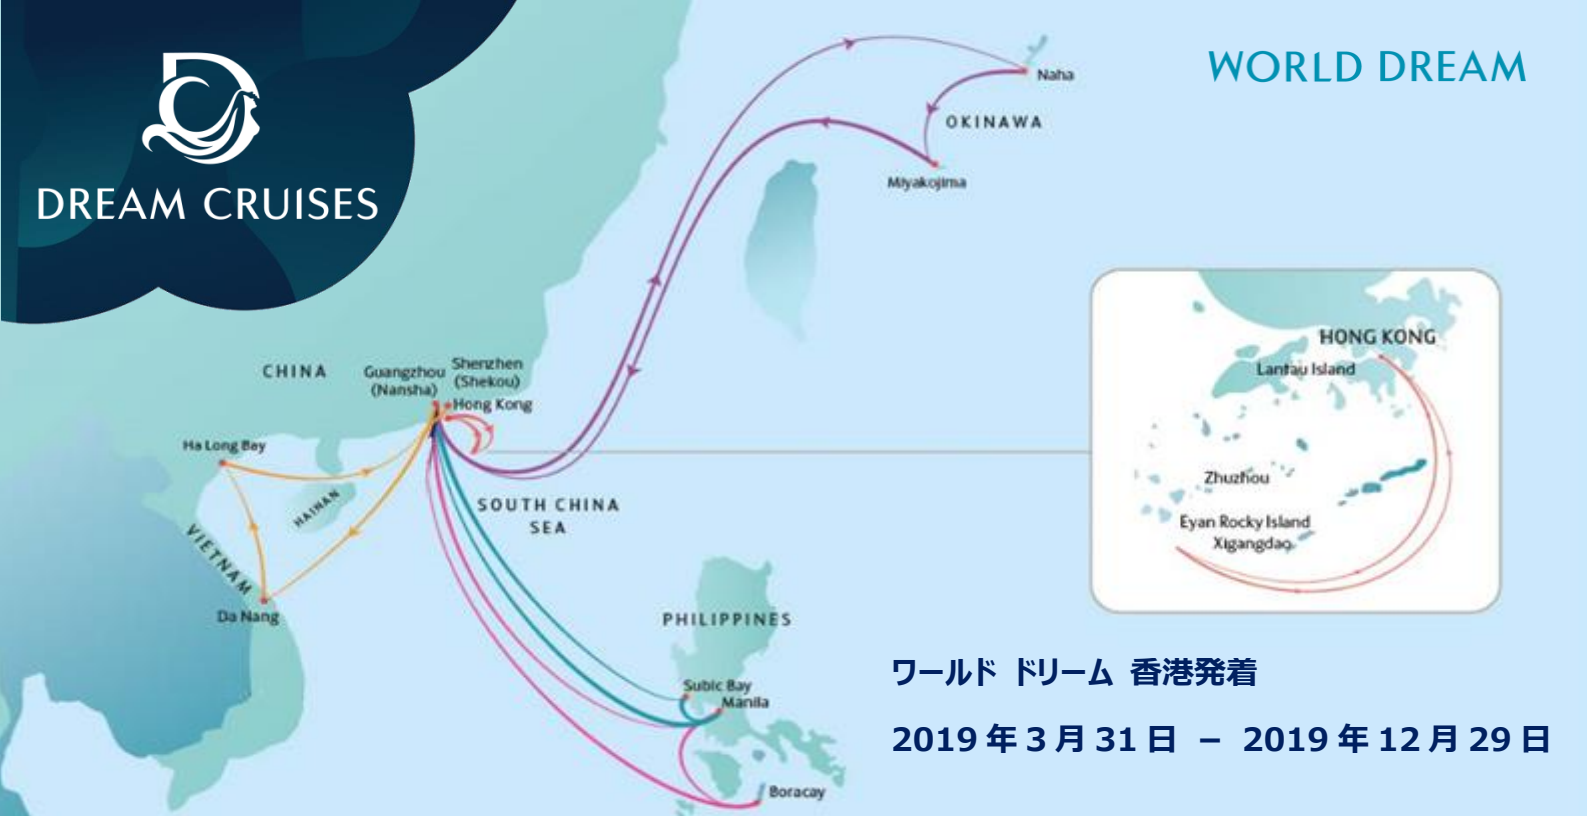 DREAM CRUISES
WORLD DREAM
Naha
OKINAWA
Miyakojima
CHINA
Guangzhou
(Nansha)
Shenzhen
(Shekou)
Hong Kong
Ha Long Bay
HAINAN
VIETNAM
Da Nang
SOUTH CHINA
SEA
PHILIPPINES
Subic Bay
Manila
Boracay
HONG KONG
Lantau Island
Zhuzhou
Eyan Rocky Island
Xigangdao
ワールド ドリーム 香港発着
2019 年 3 月 31 日 – 2019 年 12 月 29 日